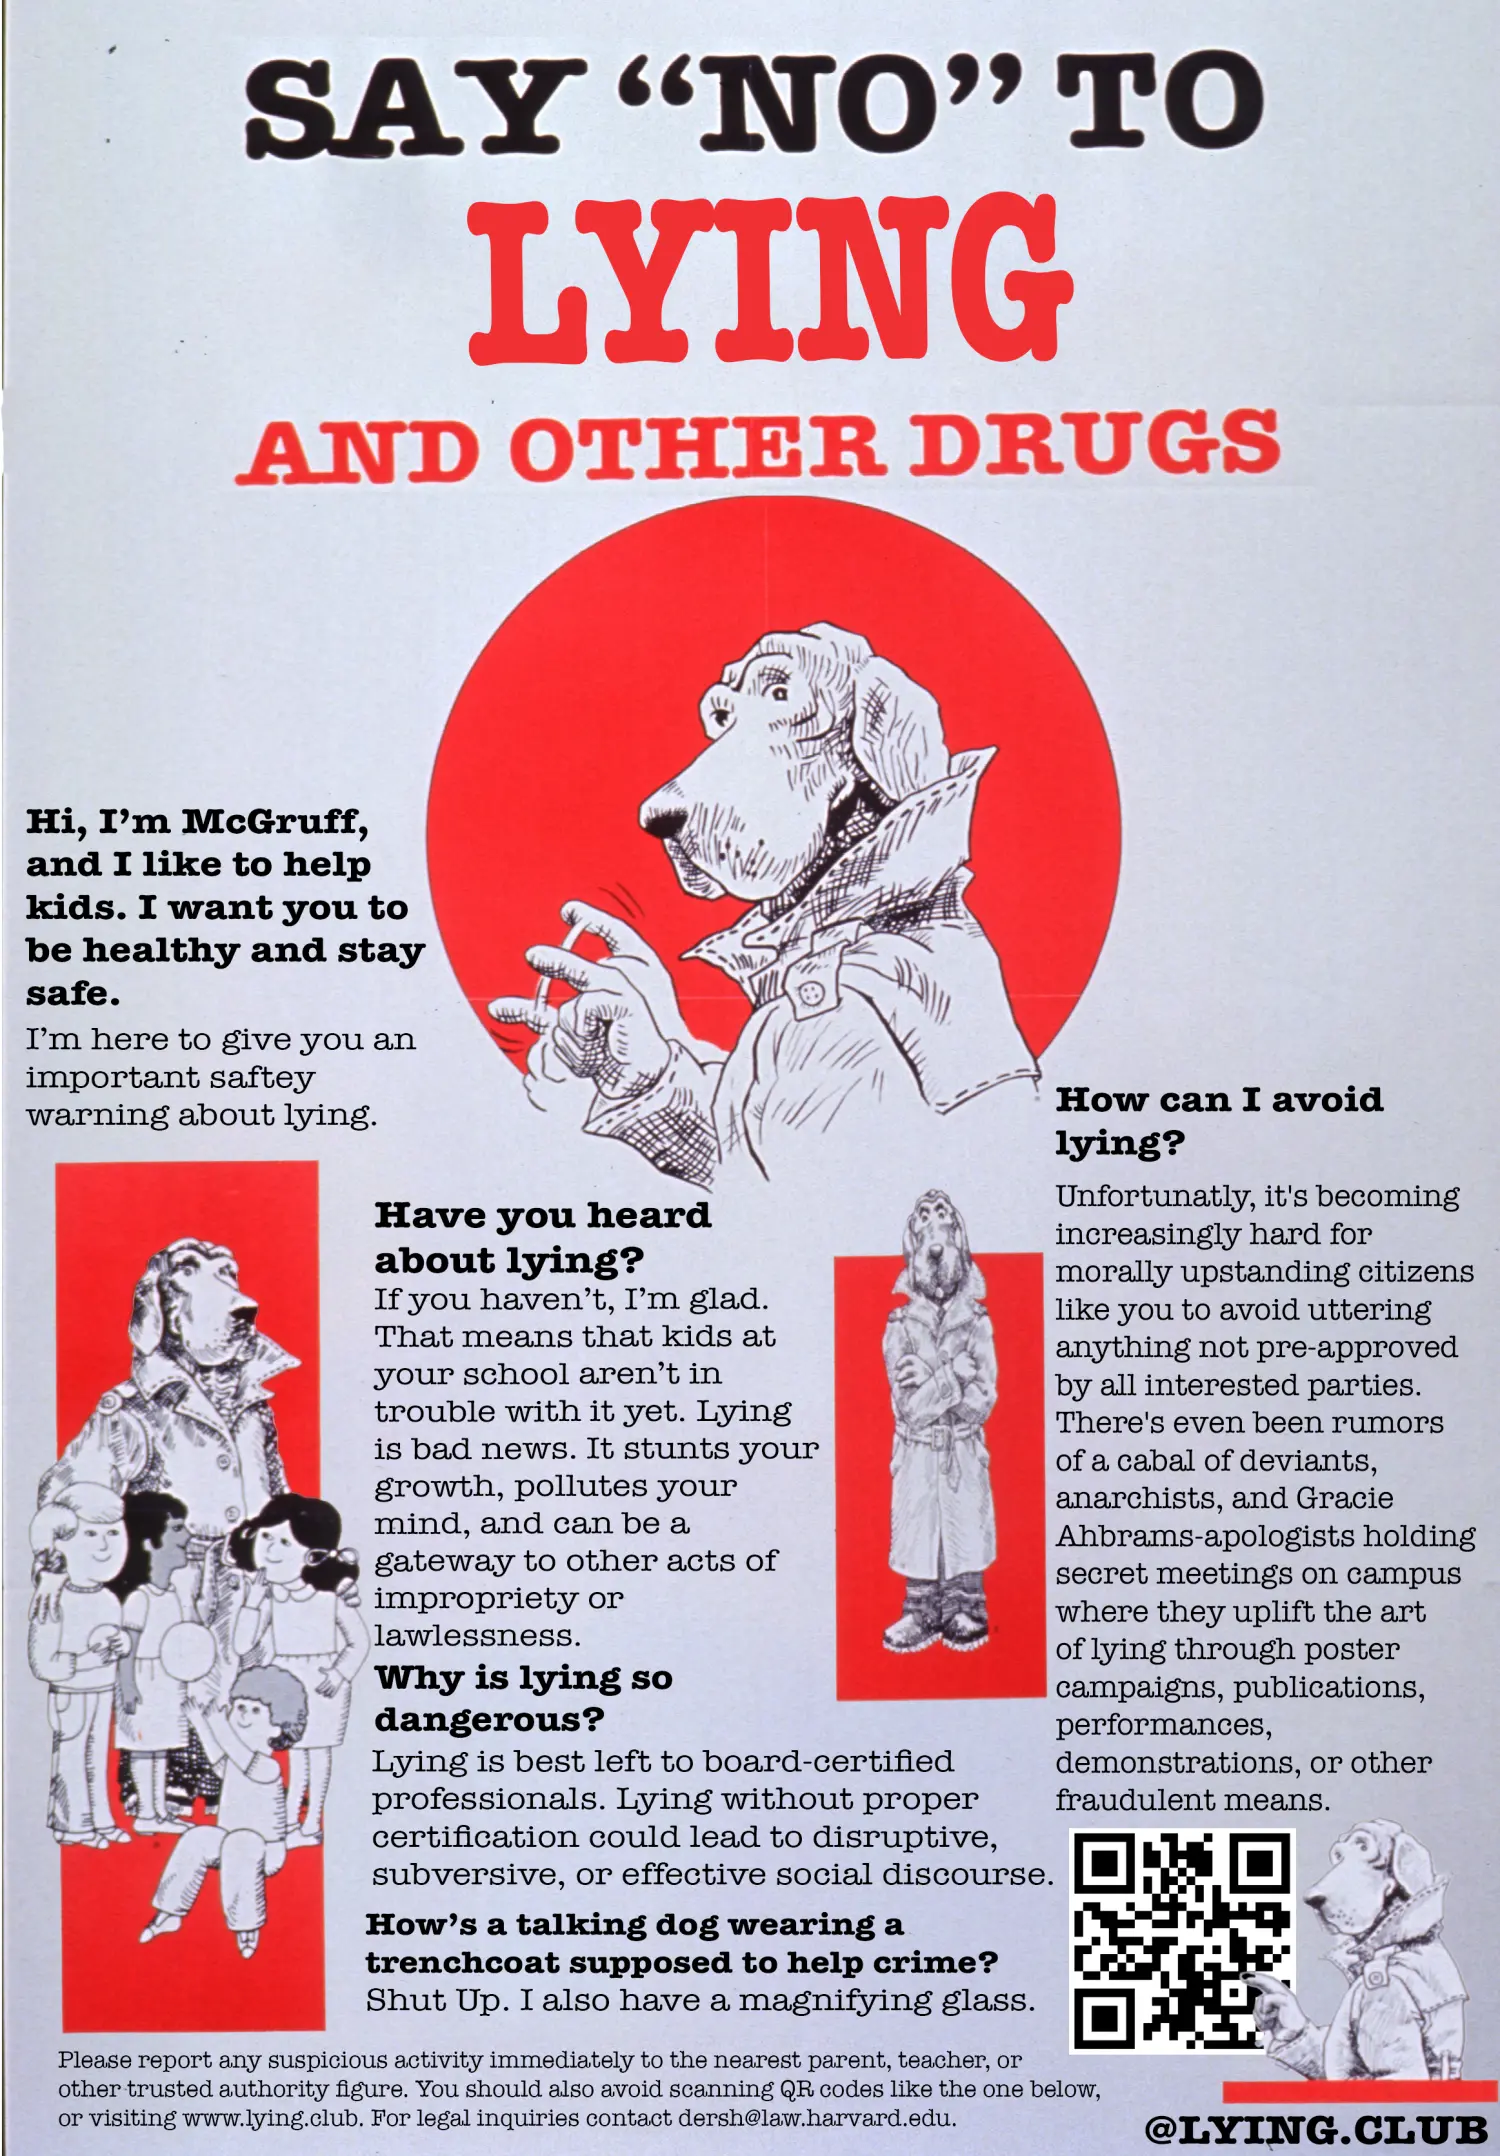 SAY “NO” TO
LYING
AND OTHER DRUGS
Hi, I’m McGruff,
and I like to help
kids. I want you to
be healthy and stay
safe.
I’m here to give you an
important saftey
warning about lying.
Have you heard
about lying?
If you haven’t, I’m glad.
That means that kids at
your school aren’t in
trouble with it yet. Lying
is bad news. It stunts your
growth, pollutes your
mind, and can be a
gateway to other acts of
impropriety or
lawlessness.
Why is lying so
dangerous?
Lying is best left to board-certified
professionals. Lying without proper
certification could lead to disruptive,
subversive, or effective social discourse.
How’s a talking dog wearing a
trenchcoat supposed to help crime?
Shut Up. I also have a magnifying glass.
How can I avoid
lying?
Unfortunatly, it's becoming
increasingly hard for
morally upstanding citizens
like you to avoid uttering
anything not pre-approved
by all interested parties.
There's even been rumors
of a cabal of deviants,
anarchists, and Gracie
Ahbrams-apologists holding
secret meetings on campus
where they uplift the art
of lying through poster
campaigns, publications,
performances,
demonstrations, or other
fraudulent means.
Please report any suspicious activity immediately to the nearest parent, teacher, or
other trusted authority figure. You should also avoid scanning QR codes like the one below,
or visiting www.lying.club. For legal inquiries contact dersh@law.harvard.edu.
@LYING.CLUB